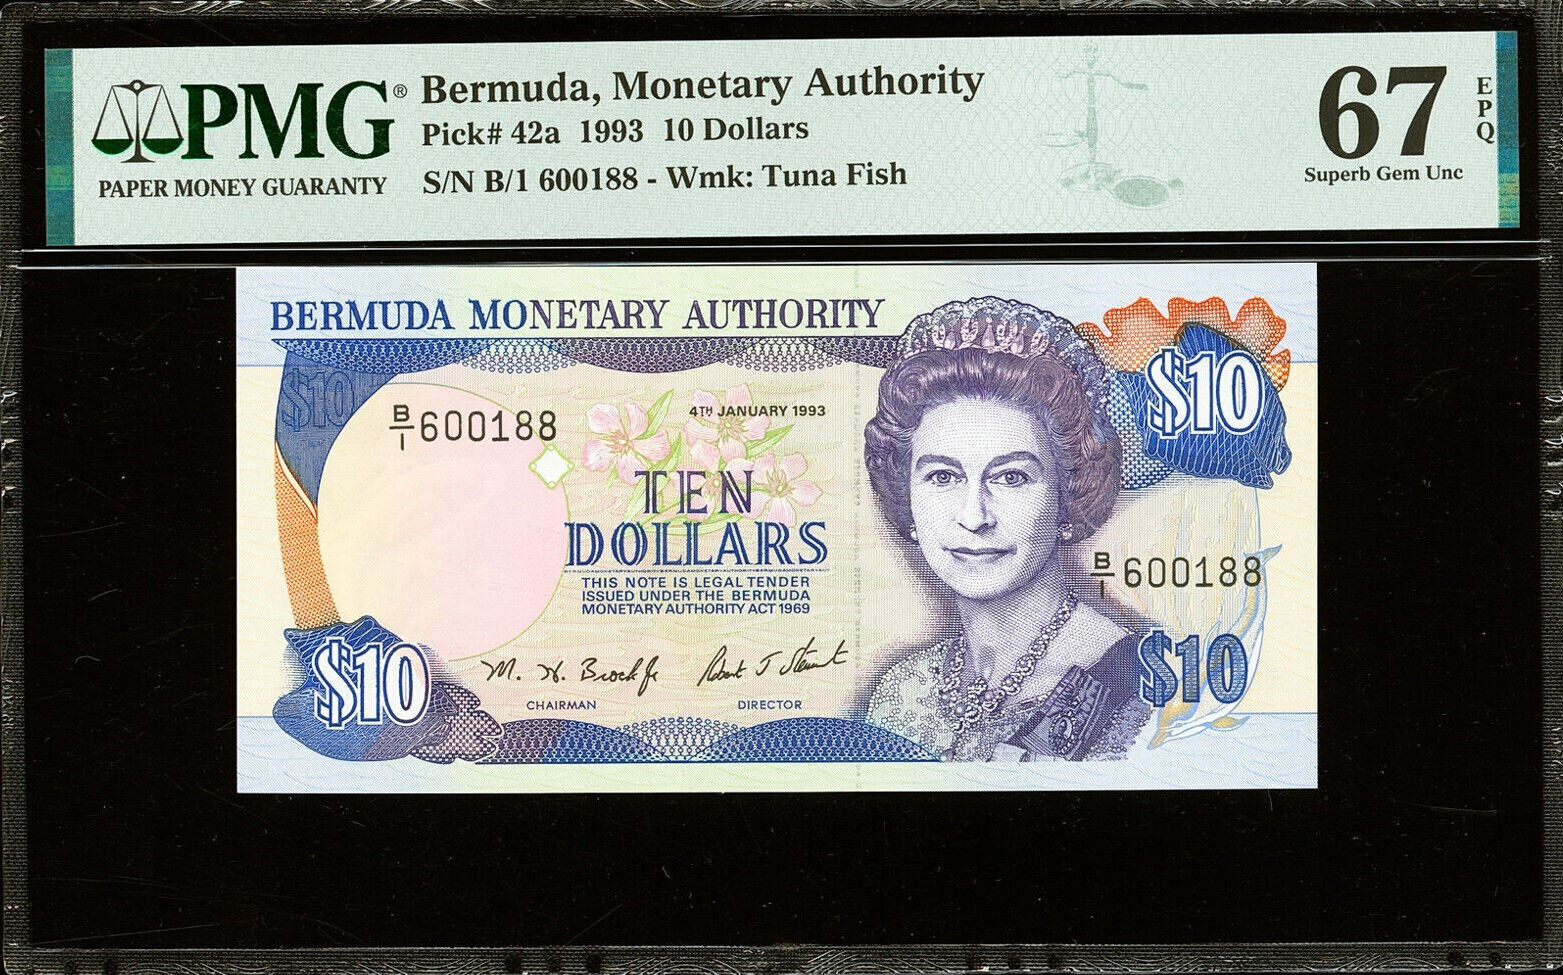 PMG®
PAPER MONEY GUARANTY
Bermuda, Monetary Authority
Pick# 42a 1993 10 Dollars
S/N B/1 600188 - Wmk: Tuna Fish
67
EPQ
Superb Gem Unc
BERMUDA MONETARY AUTHORITY
$10
$10
B/1 600188
4TH JANUARY 1993
TEN
DOLLARS
THIS NOTE IS LEGAL TENDER
ISSUED UNDER THE BERMUDA
MONETARY AUTHORITY ACT 1969
B/1 600188
$10
$10
CHAIRMAN
DIRECTOR